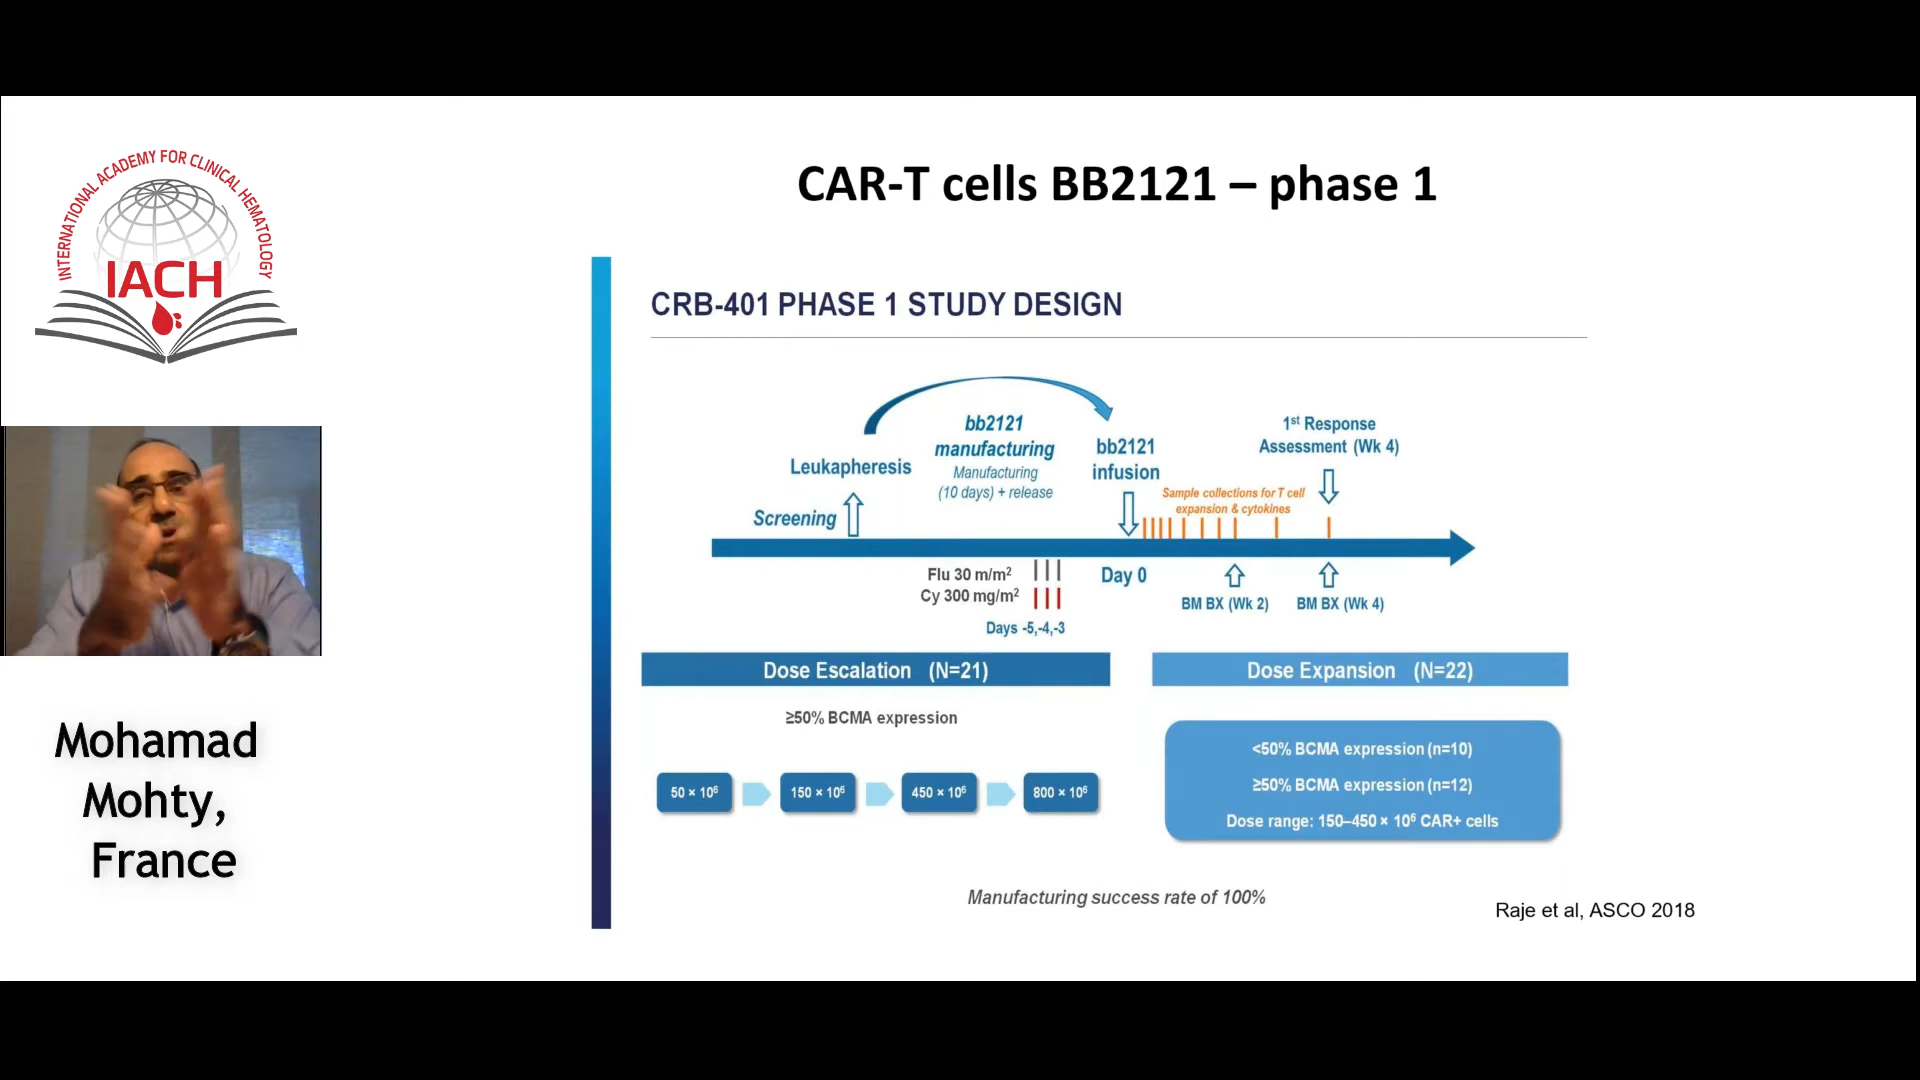 INTERNATIONAL ACADEMY FOR CLINICAL HEMATOLOGY
IACH
Mohamad
Mohty,
France
CAR-T cells BB2121 – phase 1
CRB-401 PHASE 1 STUDY DESIGN
bb2121
manufacturing
Manufacturing
(10 days) + release
Leukapheresis
Screening
bb2121
infusion
1st Response
Assessment (Wk 4)
Sample collections for T cell
expansion & cytokines
Flu 30 m/m²
Cy 300 mg/m²
Days -5,-4,-3
Day 0
BM BX (Wk 2)
BM BX (Wk 4)
Dose Escalation (N=21)
≥50% BCMA expression
50 × 10⁶
150 × 10⁶
450 × 10⁶
800 × 10⁶
Dose Expansion (N=22)
<50% BCMA expression (n=10)
≥50% BCMA expression (n=12)
Dose range: 150–450 × 10⁶ CAR+ cells
Manufacturing success rate of 100%
Raje et al, ASCO 2018